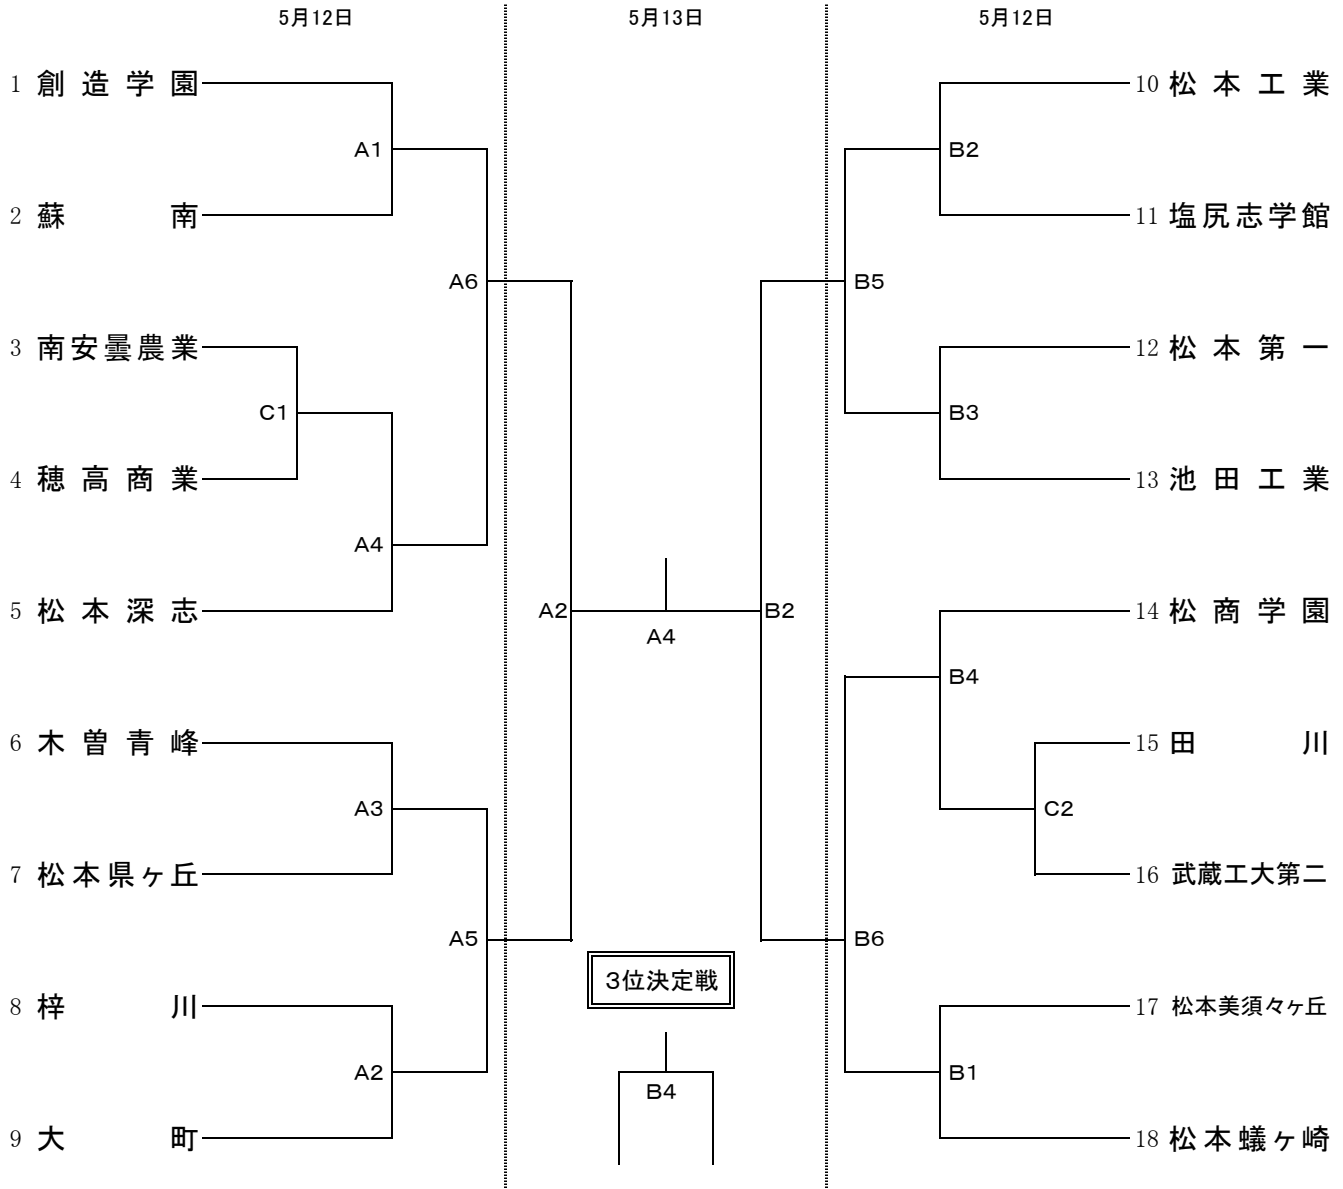 5月12日 5月13日 5月12日
1 創造学園
10 松本工業
A1
B2
2 蘇南
11 塩尻志学館
A6
B5
3 南安曇農業
12 松本第一
C1
B3
4 穂高商業
13 池田工業
A4
5 松本深志
A2
A4
B2
14 松商学園
B4
6 木曽青峰
15 田川
A3
C2
7 松本県ヶ丘
16 武蔵工大第二
A5
B6
3位決定戦
8 梓川
17 松本美須々ヶ丘
A2
B4
B1
9 大町
18 松本蟻ヶ崎